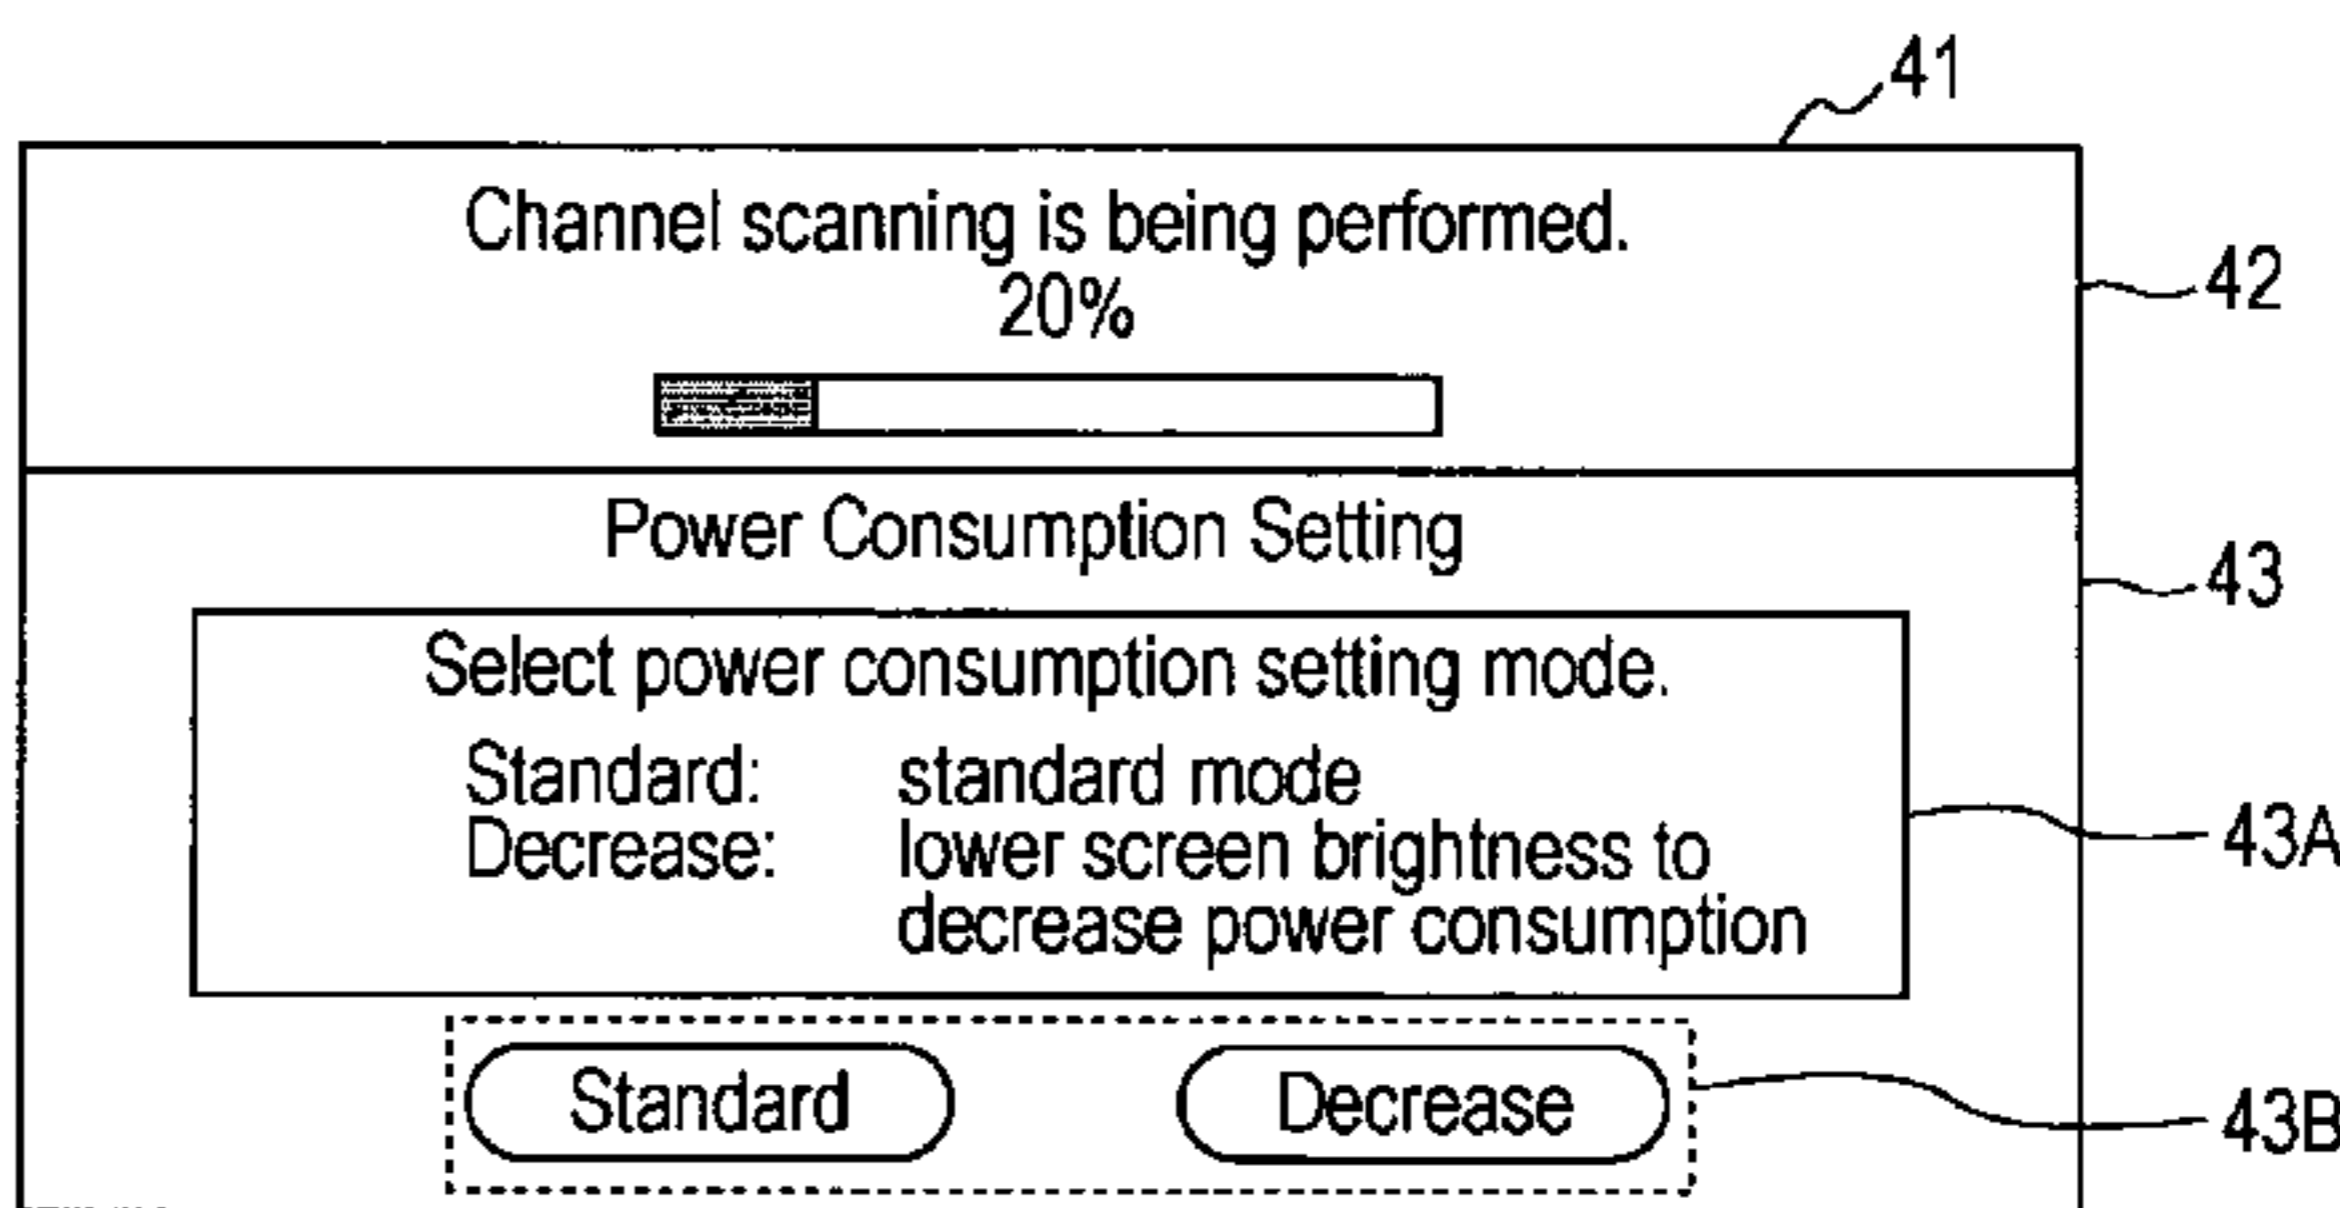 41
Channel scanning is being performed.
20%
42
Power Consumption Setting
43
Select power consumption setting mode.
Standard: standard mode
Decrease: lower screen brightness to
decrease power consumption
43A
Standard Decrease
43B